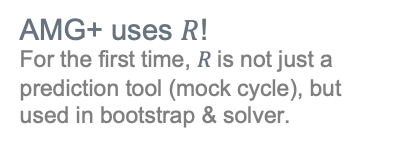 AMG+ uses R!
For the first time, R is not just a
prediction tool (mock cycle), but
used in bootstrap & solver.